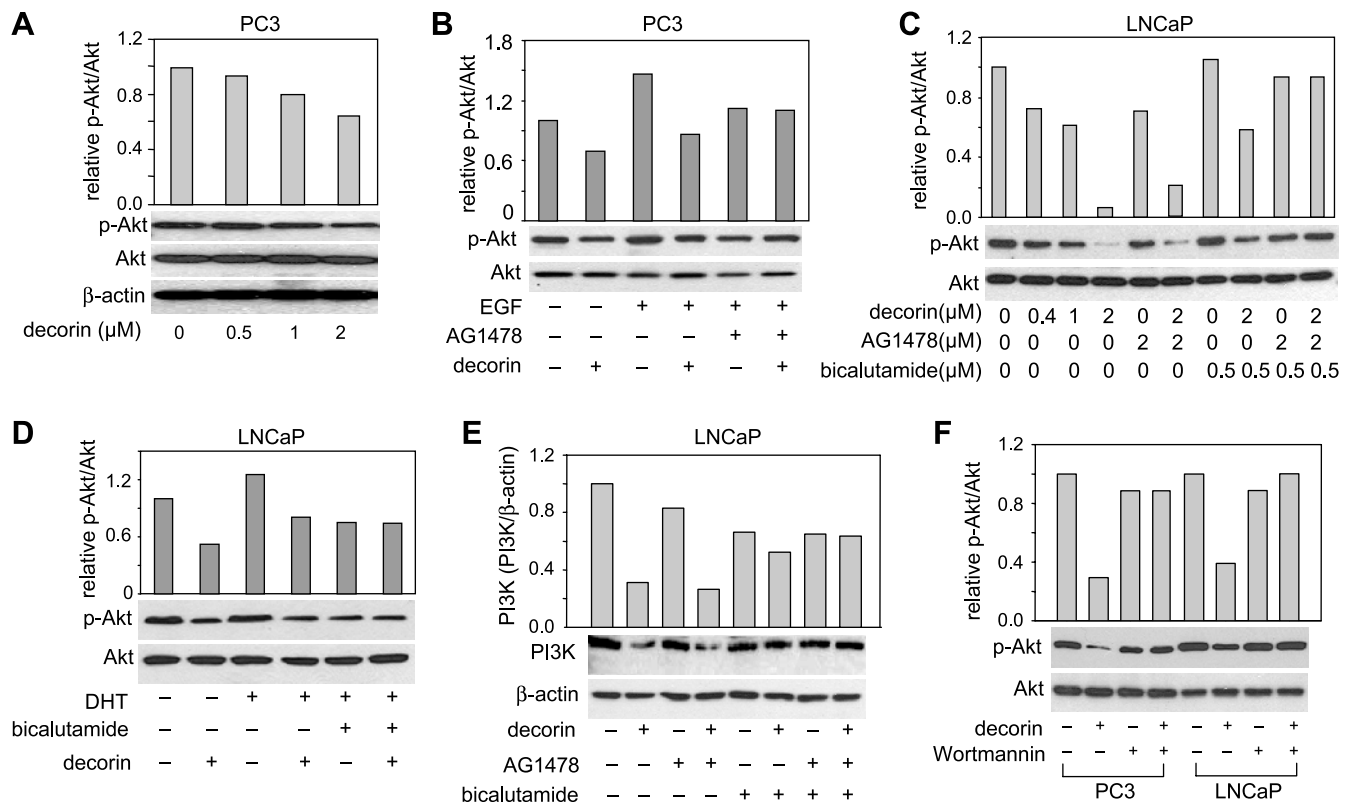 A
PC3
relative p-Akt/Akt
1.2
0.8
0.4
0.0
p-Akt
Akt
β-actin
decorin (µM) 0 0.5 1 2
B
PC3
relative p-Akt/Akt
1.8
1.2
0.6
0
p-Akt
Akt
EGF – – + + + +
AG1478 – – – – + +
decorin – + – + – +
C
LNCaP
relative p-Akt/Akt
1.2
0.8
0.4
0.0
p-Akt
Akt
decorin(µM) 0 0.4 1 2 0 2 0 2 0 2
AG1478(µM) 0 0 0 0 2 2 0 0 2 2
bicalutamide(µM) 0 0 0 0 0 0 0.5 0.5 0.5 0.5
D
LNCaP
relative p-Akt/Akt
1.2
0.6
0
p-Akt
Akt
DHT – – + + + +
bicalutamide – – – – + +
decorin – + – + – +
E
LNCaP
PI3K (PI3K/β-actin)
1.2
0.8
0.4
0.0
PI3K
β-actin
decorin – + – + – + – +
AG1478 – – + + – – + +
bicalutamide – – – – + + + +
F
relative p-Akt/Akt
1.2
0.8
0.4
0.0
p-Akt
Akt
decorin – + – + – + – +
Wortmannin – – + + – – + +
PC3 LNCaP